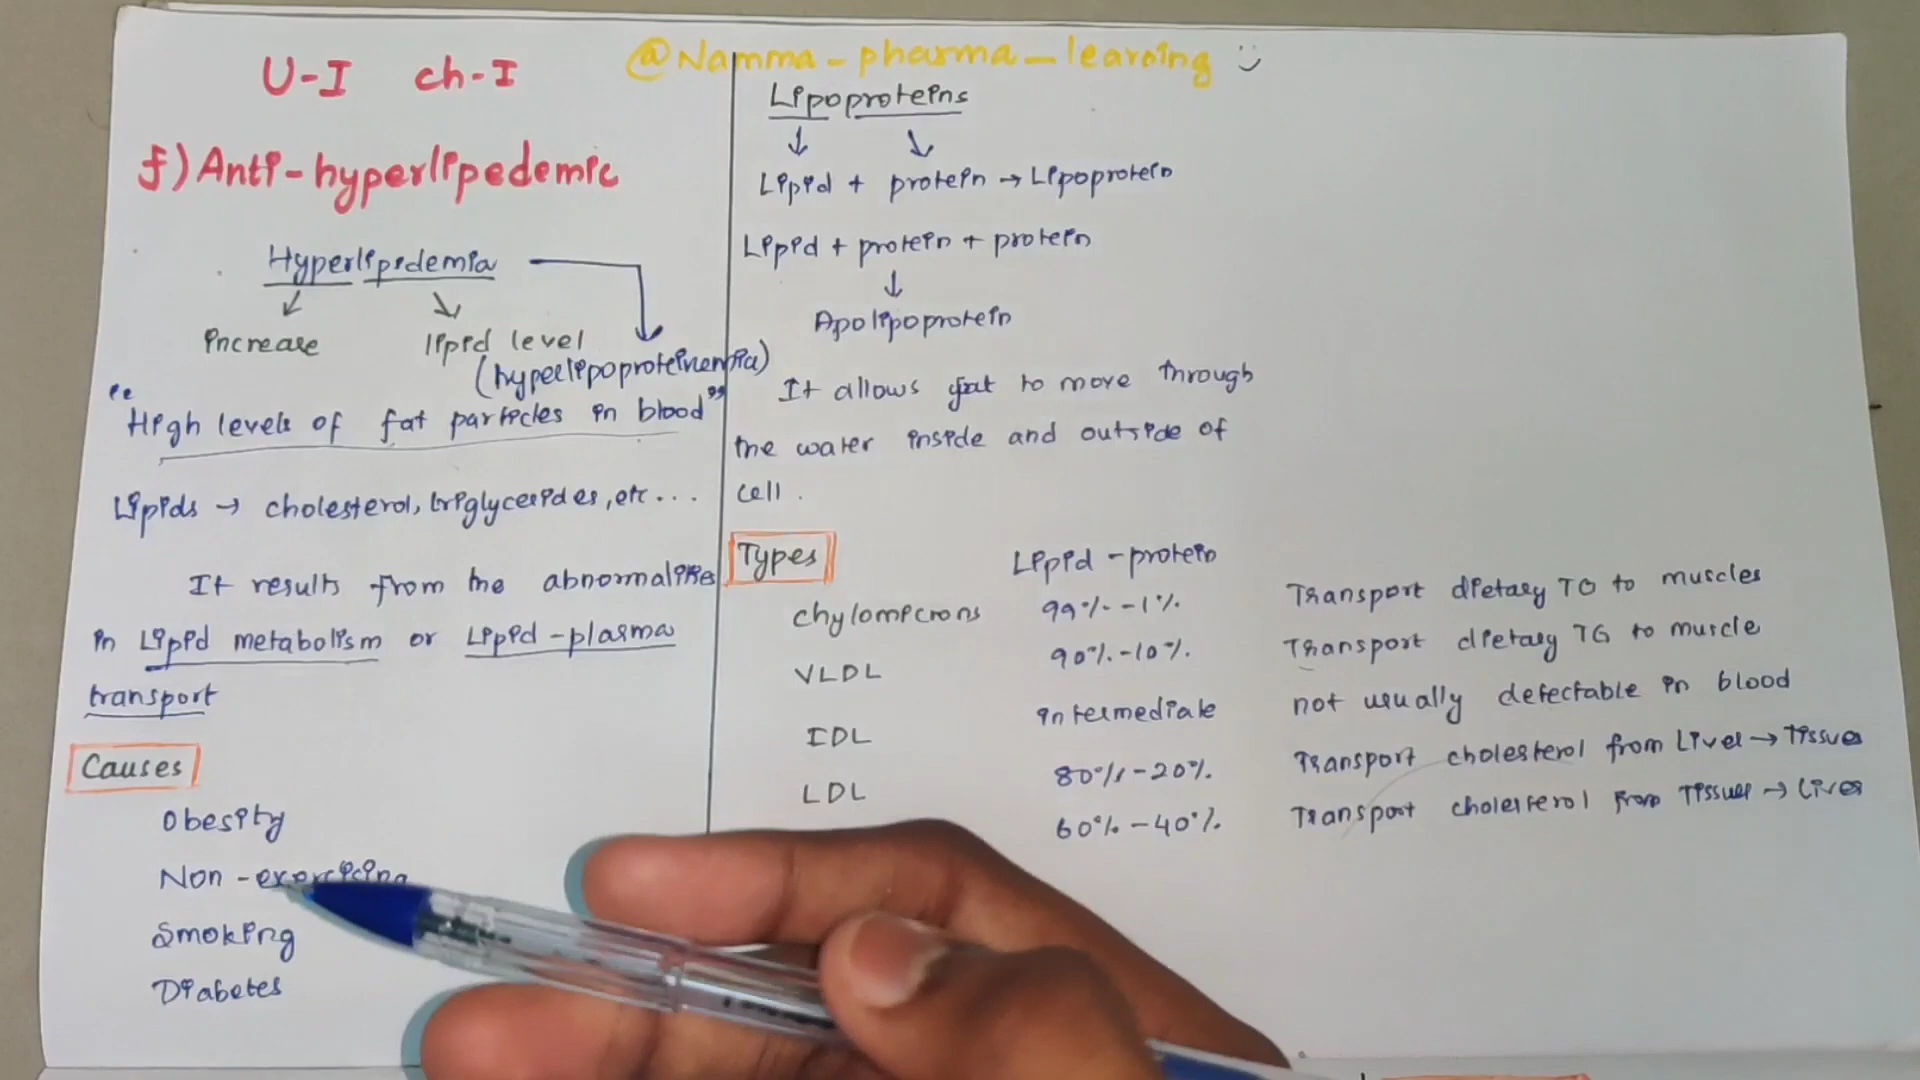 @Namma-pharma-learning
U-I ch-I
f) Anti-hyperlipedemic
Hyperlipidemia
increase lipid level
(hyperlipoproteinemia)
"High levels of fat particles in blood"
Lipids → cholesterol, triglycerides, etc...
It results from the abnormalities
in Lipid metabolism or Lipid-plasma
transport
Causes
Obesity
Non-exercicing
Smoking
Diabetes
Lipoproteins
Lipid + protein → Lipoprotein
Lipid + protein + protein
Apolipoprotein
It allows fat to move through
the water inside and outside of
cell.
Types Lipid-protein
chylomicrons 99%-1% Transport dietary TG to muscles
VLDL 90%-10% Transport dietary TG to muscle
IDL intermediate not usually detectable in blood
LDL 80%-20% Transport cholesterol from Liver → Tissues
60%-40% Transport cholesterol from Tissues → Liver